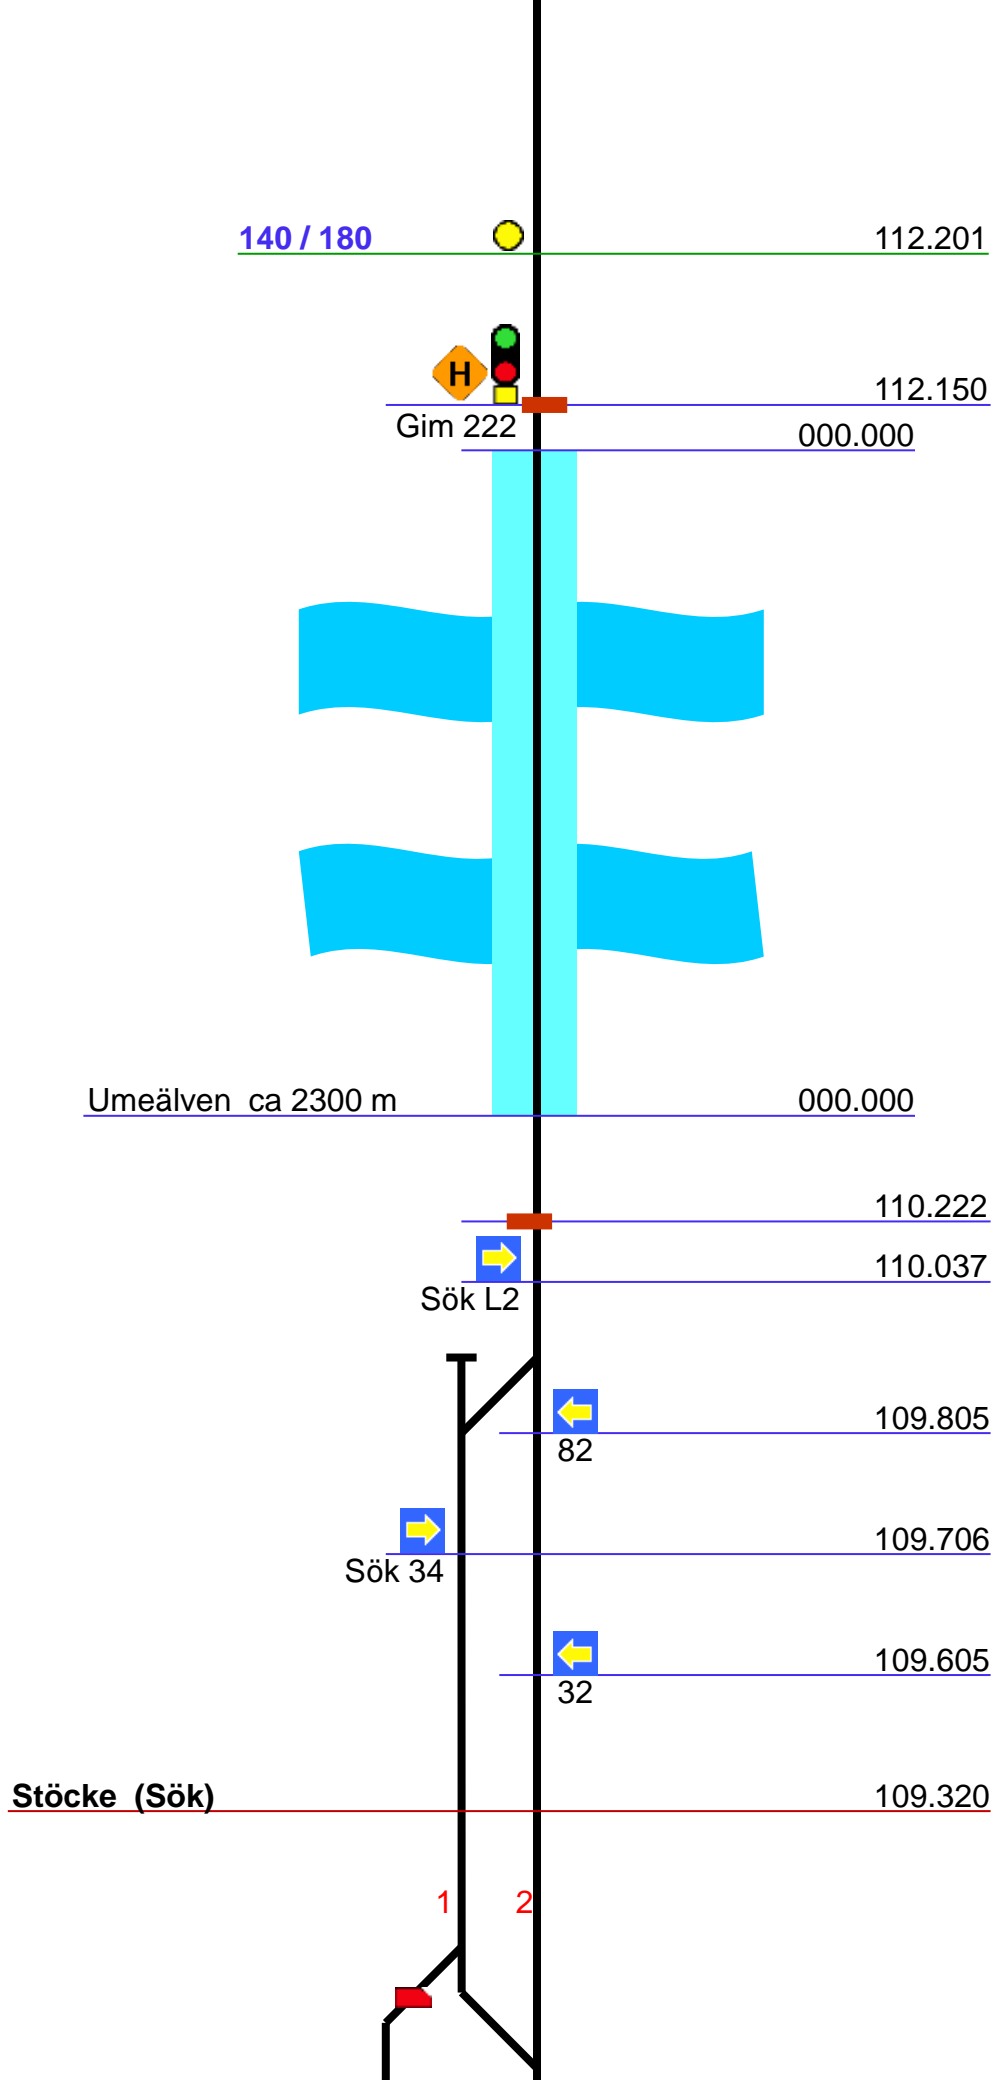 140 / 180 112.201
H
112.150
Gim 222
000.000
Umeälven ca 2300 m 000.000
110.222
110.037
Sök L2
109.805
82
109.706
Sök 34
109.605
32
Stöcke (Sök) 109.320
1 2